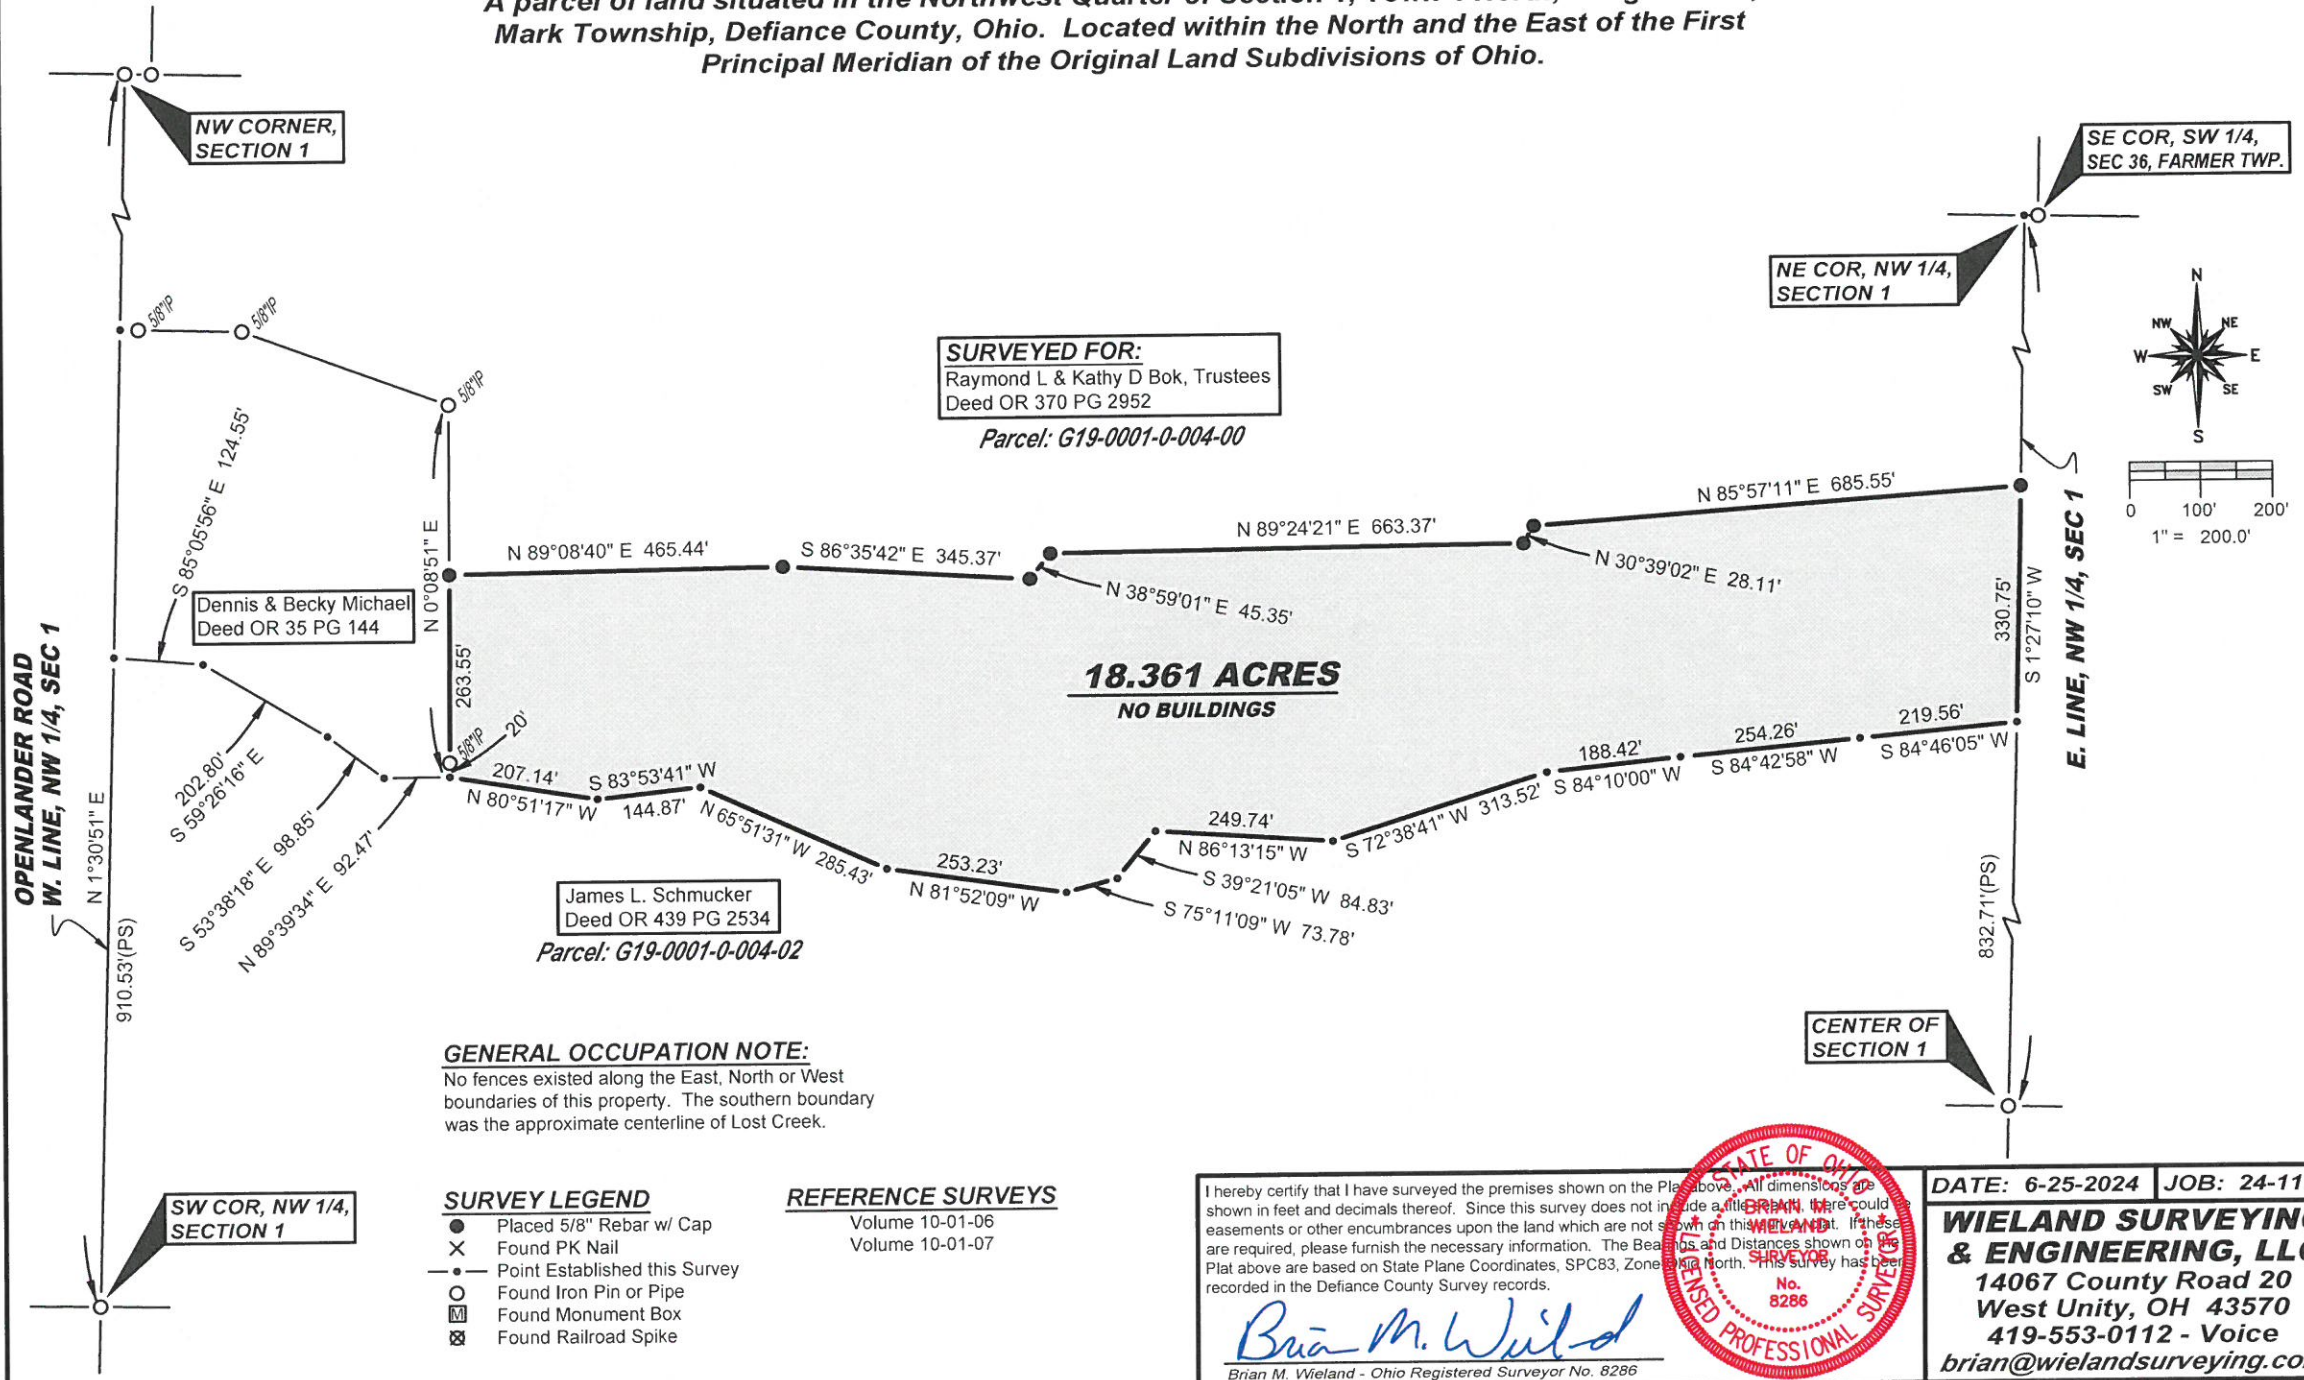 Mark Township, Defiance County, Ohio. Located within the North and the East of the First
Principal Meridian of the Original Land Subdivisions of Ohio.
NW CORNER,
SECTION 1
SE COR, SW 1/4,
SEC 36, FARMER TWP.
NE COR, NW 1/4,
SECTION 1
N
NW
NE
W
E
SW
SE
S
0
100'
200'
1" = 200.0'
5/8"IP
5/8"IP
5/8"IP
SURVEYED FOR:
Raymond L & Kathy D Bok, Trustees
Deed OR 370 PG 2952
Parcel: G19-0001-0-004-00
S 85°05'56" E 124.55'
N 0°08'51" E
263.55'
N 89°08'40" E 465.44'
S 86°35'42" E 345.37'
N 38°59'01" E 45.35'
N 89°24'21" E 663.37'
N 30°39'02" E 28.11'
N 85°57'11" E 685.55'
330.75'
S 1°27'10" W
E. LINE, NW 1/4, SEC 1
Dennis & Becky Michael
Deed OR 35 PG 144
OPENLANDER ROAD
W. LINE, NW 1/4, SEC 1
N 1°30'51" E
910.53'(PS)
18.361 ACRES
NO BUILDINGS
5/8"IP
20'
202.80'
S 59°26'16" E
S 53°38'18" E 98.85'
N 89°39'34" E 92.47'
207.14'
N 80°51'17" W
S 83°53'41" W
144.87'
N 65°51'31" W 285.43'
253.23'
N 81°52'09" W
S 75°11'09" W 73.78'
S 39°21'05" W 84.83'
249.74'
N 86°13'15" W
S 72°38'41" W 313.52'
188.42'
S 84°10'00" W
254.26'
S 84°42'58" W
219.56'
S 84°46'05" W
832.71'(PS)
James L. Schmucker
Deed OR 439 PG 2534
Parcel: G19-0001-0-004-02
CENTER OF
SECTION 1
GENERAL OCCUPATION NOTE:
No fences existed along the East, North or West
boundaries of this property. The southern boundary
was the approximate centerline of Lost Creek.
SW COR, NW 1/4,
SECTION 1
SURVEY LEGEND
Placed 5/8" Rebar w/ Cap
Found PK Nail
Point Established this Survey
Found Iron Pin or Pipe
M Found Monument Box
Found Railroad Spike
REFERENCE SURVEYS
Volume 10-01-06
Volume 10-01-07
I hereby certify that I have surveyed the premises shown on the Plat above. All dimensions are
shown in feet and decimals thereof. Since this survey does not include a title search, there could be
easements or other encumbrances upon the land which are not shown on this survey plat. If these
are required, please furnish the necessary information. The Bearings and Distances shown on the
Plat above are based on State Plane Coordinates, SPC83, Zone Ohio North. This survey has been
recorded in the Defiance County Survey records.
Brian M. Wieland
Brian M. Wieland - Ohio Registered Surveyor No. 8286
STATE OF OHIO
BRIAN M.
WIELAND
SURVEYOR
No.
8286
LICENSED PROFESSIONAL SURVEYOR
DATE: 6-25-2024
JOB: 24-11
WIELAND SURVEYING
& ENGINEERING, LLC
14067 County Road 20
West Unity, OH 43570
419-553-0112 - Voice
brian@wielandsurveying.co